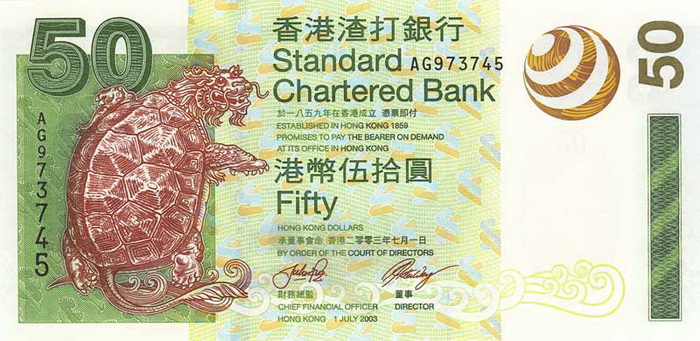 50
AG973745
香港渣打銀行
Standard
Chartered Bank
AG973745
於一八五九年在香港成立 憑票即付
ESTABLISHED IN HONG KONG 1859
PROMISES TO PAY THE BEARER ON DEMAND
AT ITS OFFICE IN HONG KONG
港幣伍拾圓
Fifty
HONG KONG DOLLARS
承董事會命 香港二零零三年七月一日
BY ORDER OF THE COURT OF DIRECTORS
財務總監 董事
CHIEF FINANCIAL OFFICER DIRECTOR
HONG KONG 1 JULY 2003
50